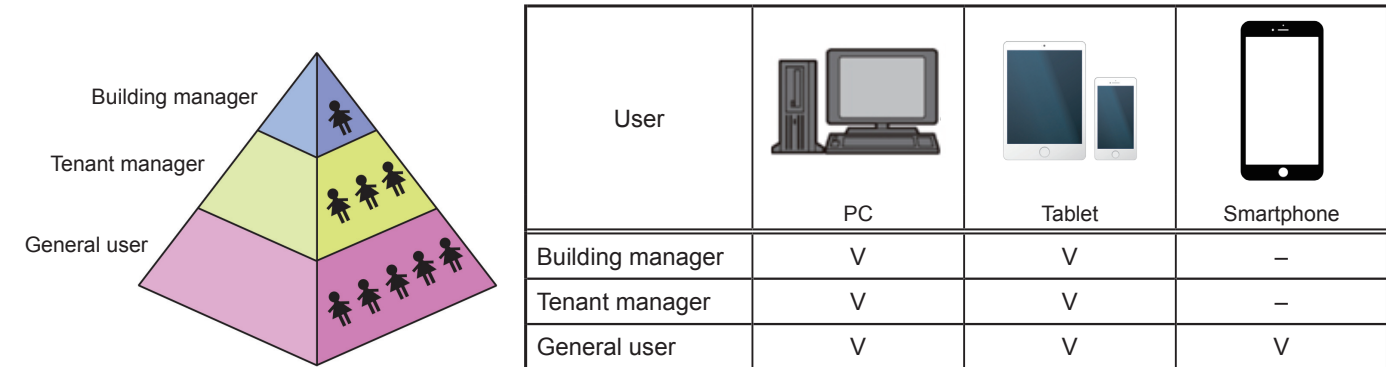 Building manager
Tenant manager
General user
User
PC Tablet Smartphone
Building manager V V –
Tenant manager V V –
General user V V V